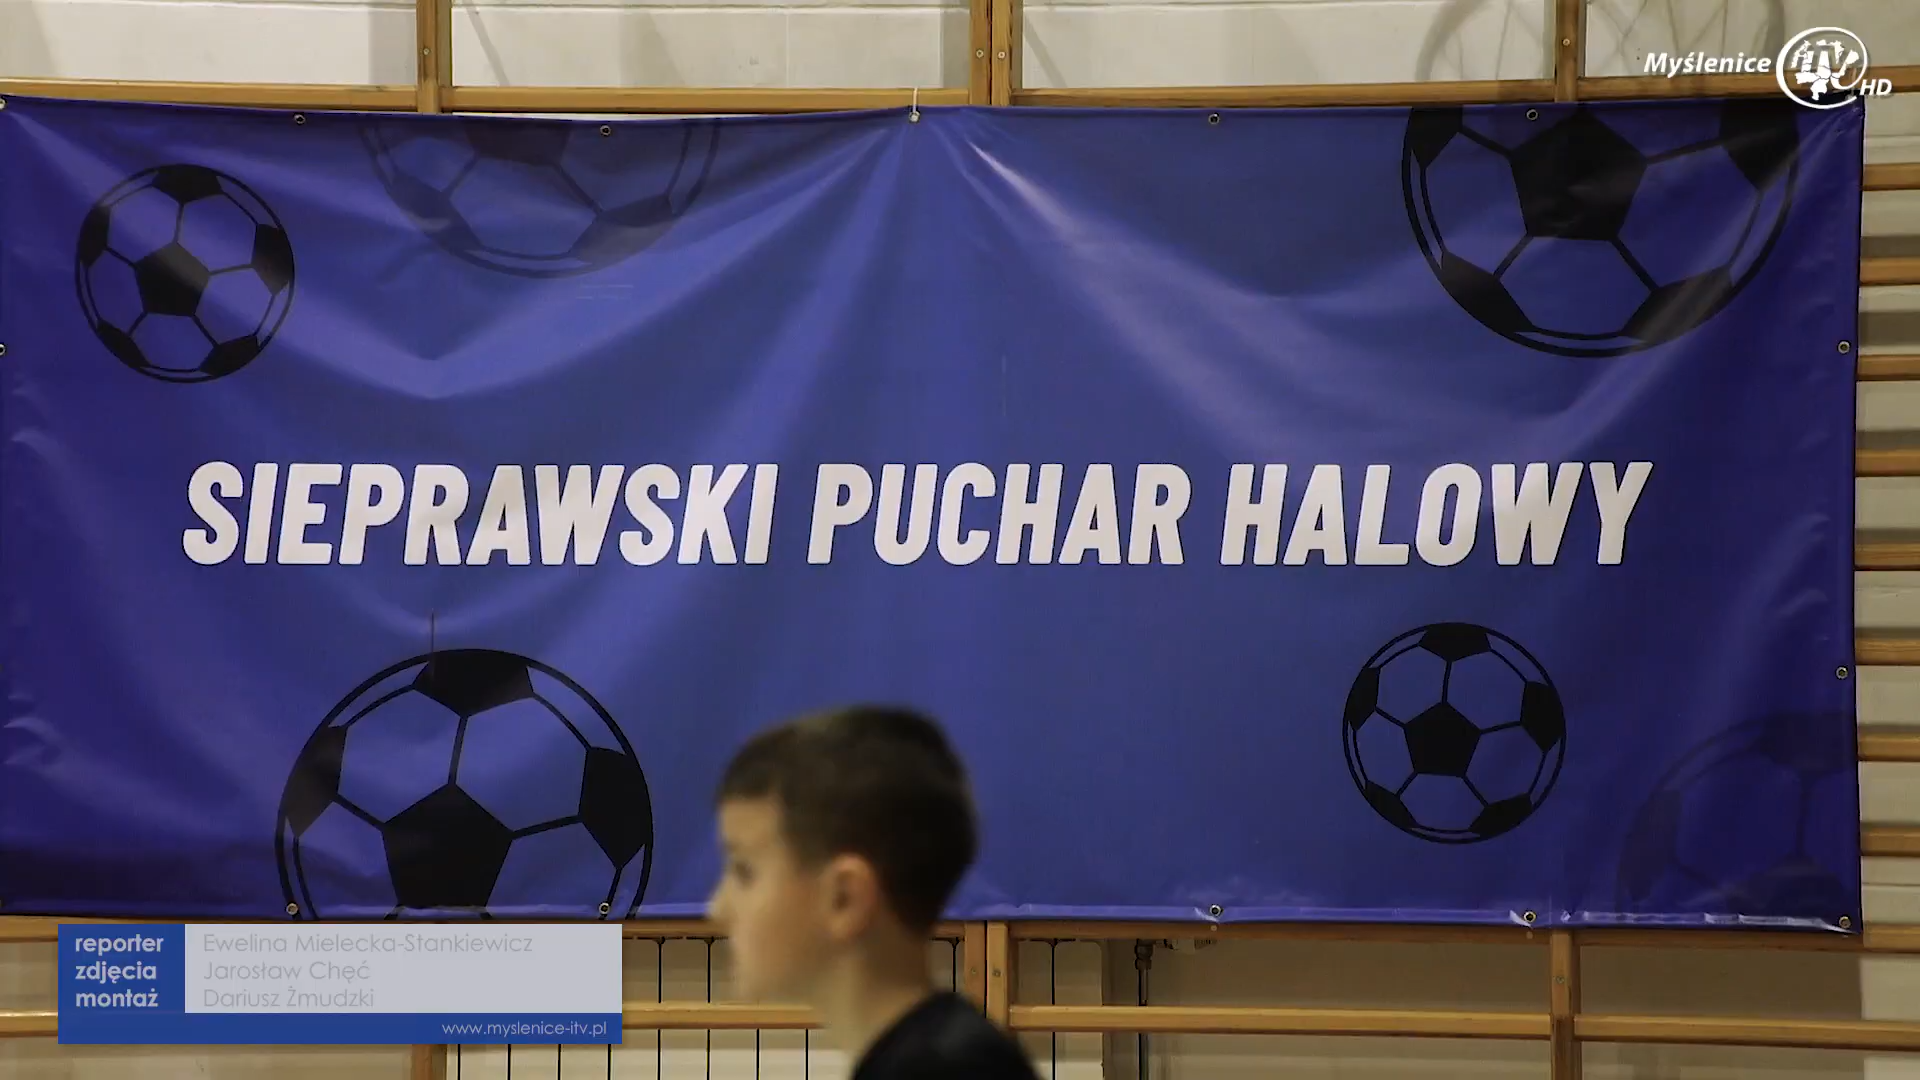 Myślenice iTV HD
SIEPRAWSKI PUCHAR HALOWY
reporter Ewelina Mielecka-Stankiewicz
zdjęcia Jarosław Chęć
montaż Dariusz Żmudzki
www.myslenice-itv.pl